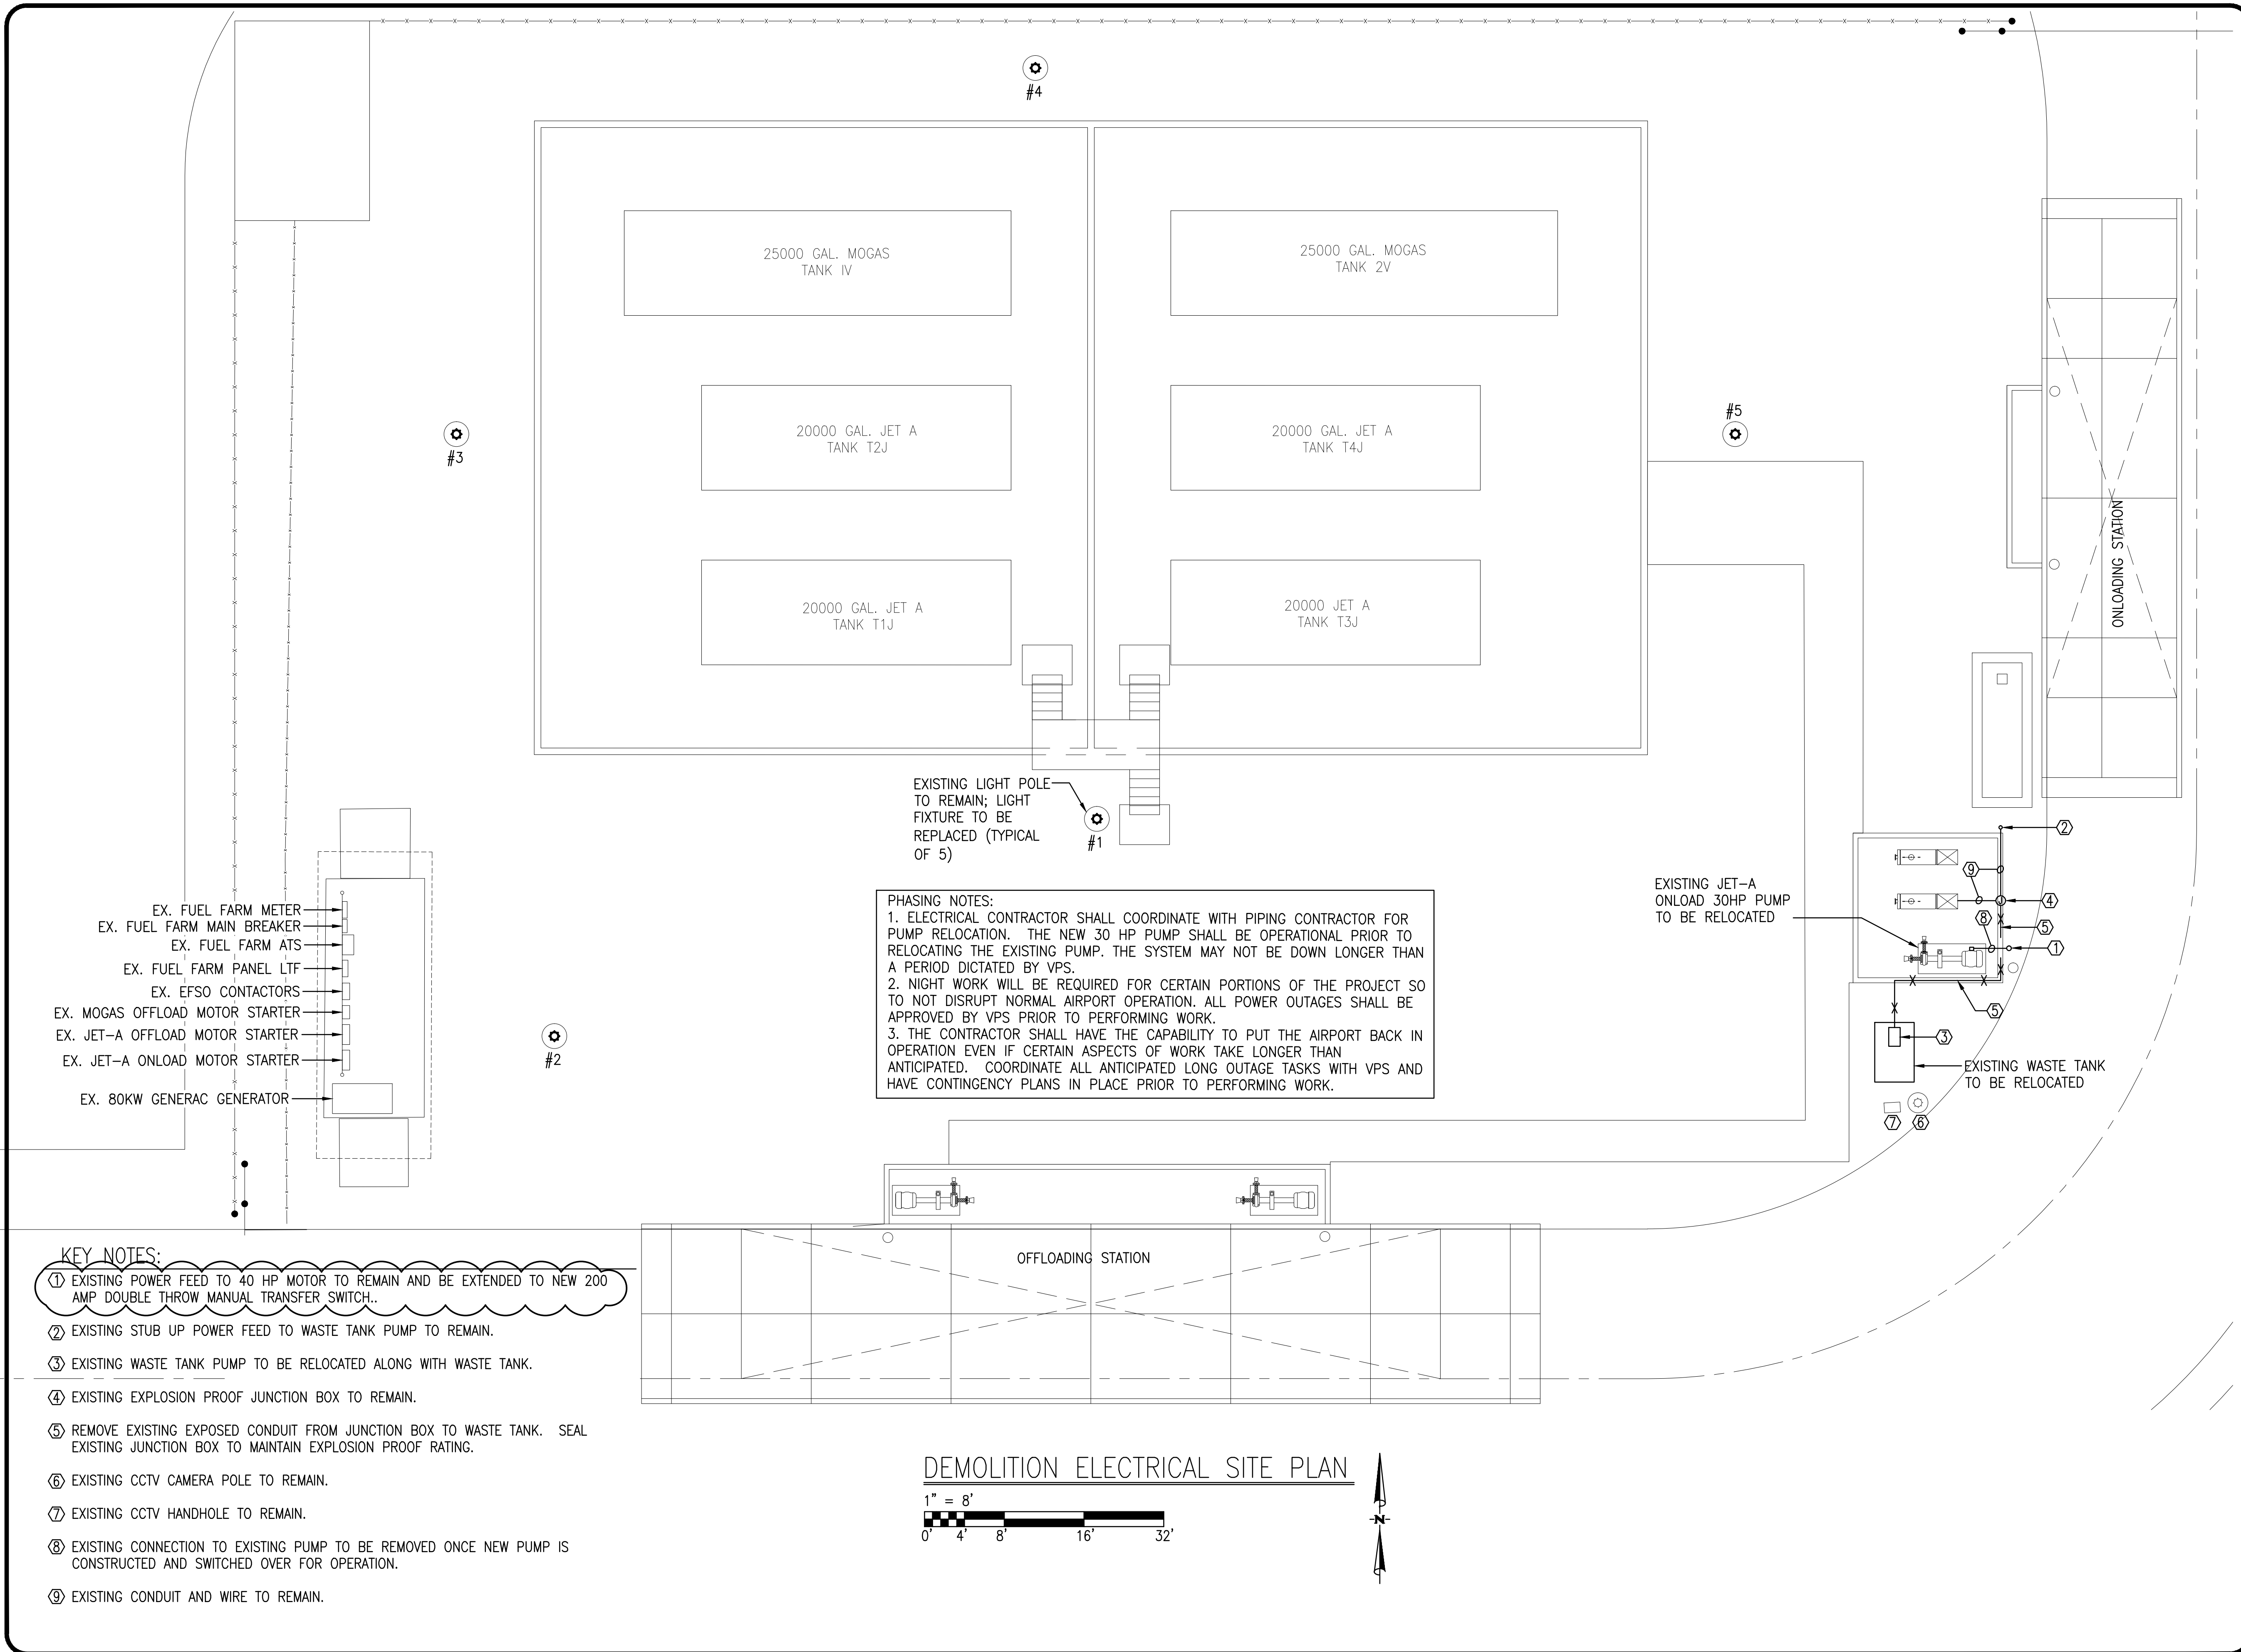 #4
25000 GAL. MOGAS
TANK IV
25000 GAL. MOGAS
TANK 2V
#3
20000 GAL. JET A
TANK T2J
20000 GAL. JET A
TANK T4J
#5
ONLOADING STATION
20000 GAL. JET A
TANK T1J
20000 JET A
TANK T3J
EXISTING LIGHT POLE
TO REMAIN; LIGHT
FIXTURE TO BE
REPLACED (TYPICAL
OF 5)
#1
EX. FUEL FARM METER
EX. FUEL FARM MAIN BREAKER
EX. FUEL FARM ATS
EX. FUEL FARM PANEL LTF
EX. EFSO CONTACTORS
EX. MOGAS OFFLOAD MOTOR STARTER
EX. JET-A OFFLOAD MOTOR STARTER
EX. JET-A ONLOAD MOTOR STARTER
EX. 80KW GENERAC GENERATOR
#2
PHASING NOTES:
1. ELECTRICAL CONTRACTOR SHALL COORDINATE WITH PIPING CONTRACTOR FOR
PUMP RELOCATION. THE NEW 30 HP PUMP SHALL BE OPERATIONAL PRIOR TO
RELOCATING THE EXISTING PUMP. THE SYSTEM MAY NOT BE DOWN LONGER THAN
A PERIOD DICTATED BY VPS.
2. NIGHT WORK WILL BE REQUIRED FOR CERTAIN PORTIONS OF THE PROJECT SO
TO NOT DISRUPT NORMAL AIRPORT OPERATION. ALL POWER OUTAGES SHALL BE
APPROVED BY VPS PRIOR TO PERFORMING WORK.
3. THE CONTRACTOR SHALL HAVE THE CAPABILITY TO PUT THE AIRPORT BACK IN
OPERATION EVEN IF CERTAIN ASPECTS OF WORK TAKE LONGER THAN
ANTICIPATED. COORDINATE ALL ANTICIPATED LONG OUTAGE TASKS WITH VPS AND
HAVE CONTINGENCY PLANS IN PLACE PRIOR TO PERFORMING WORK.
EXISTING JET-A
ONLOAD 30HP PUMP
TO BE RELOCATED
2
9
4
8
5
1
5
3
EXISTING WASTE TANK
TO BE RELOCATED
7
6
OFFLOADING STATION
KEY NOTES:
1 EXISTING POWER FEED TO 40 HP MOTOR TO REMAIN AND BE EXTENDED TO NEW 200
AMP DOUBLE THROW MANUAL TRANSFER SWITCH..
2 EXISTING STUB UP POWER FEED TO WASTE TANK PUMP TO REMAIN.
3 EXISTING WASTE TANK PUMP TO BE RELOCATED ALONG WITH WASTE TANK.
4 EXISTING EXPLOSION PROOF JUNCTION BOX TO REMAIN.
5 REMOVE EXISTING EXPOSED CONDUIT FROM JUNCTION BOX TO WASTE TANK. SEAL
EXISTING JUNCTION BOX TO MAINTAIN EXPLOSION PROOF RATING.
6 EXISTING CCTV CAMERA POLE TO REMAIN.
7 EXISTING CCTV HANDHOLE TO REMAIN.
8 EXISTING CONNECTION TO EXISTING PUMP TO BE REMOVED ONCE NEW PUMP IS
CONSTRUCTED AND SWITCHED OVER FOR OPERATION.
9 EXISTING CONDUIT AND WIRE TO REMAIN.
DEMOLITION ELECTRICAL SITE PLAN
1" = 8'
0' 4' 8' 16' 32'
N